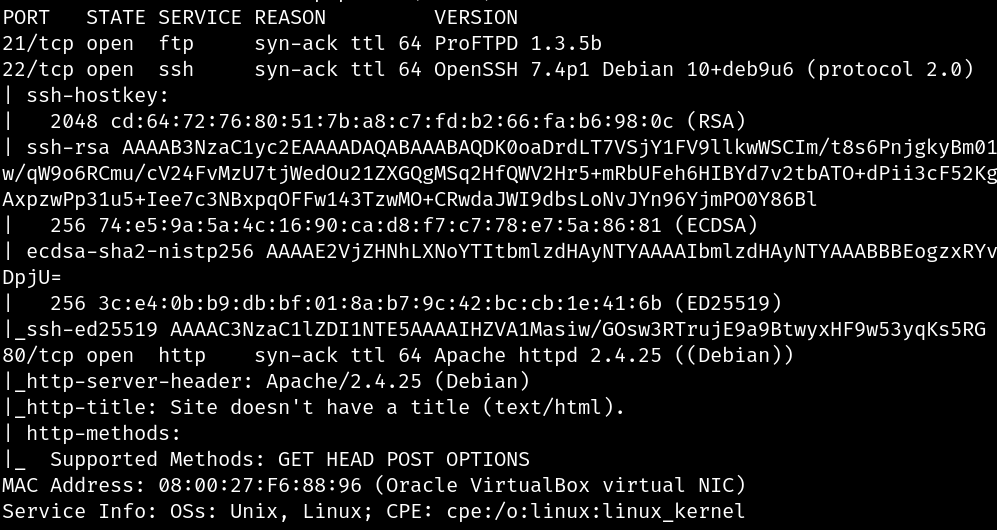 PORT   STATE SERVICE REASON         VERSION
21/tcp open  ftp     syn-ack ttl 64 ProFTPD 1.3.5b
22/tcp open  ssh     syn-ack ttl 64 OpenSSH 7.4p1 Debian 10+deb9u6 (protocol 2.0)
| ssh-hostkey:
|   2048 cd:64:72:76:80:51:7b:a8:c7:fd:b2:66:fa:b6:98:0c (RSA)
| ssh-rsa AAAAB3NzaC1yc2EAAAADAQABAAABAQDK0oaDrdLT7VSjY1FV9llkwWSCIm/t8s6PnjgkyBm01
w/qW9o6RCmu/cV24FvMzU7tjWedOu21ZXGQgMSq2HfQWV2Hr5+mRbUFeh6HIBYd7v2tbATO+dPii3cF52Kg
AxpzwPp31u5+Iee7c3NBxpqOFFw143TzwMO+CRwdaJWI9dbsLoNvJYn96YjmPO0Y86Bl
|   256 74:e5:9a:5a:4c:16:90:ca:d8:f7:c7:78:e7:5a:86:81 (ECDSA)
| ecdsa-sha2-nistp256 AAAAE2VjZHNhLXNoYTItbmlzdHAyNTYAAAAIbmlzdHAyNTYAAABBBEogzxRYv
DpjU=
|   256 3c:e4:0b:b9:db:bf:01:8a:b7:9c:42:bc:cb:1e:41:6b (ED25519)
|_ssh-ed25519 AAAAC3NzaC1lZDI1NTE5AAAAIHZVA1Masiw/GOsw3RTrujE9a9BtwyxHF9w53yqKs5RG
80/tcp open  http    syn-ack ttl 64 Apache httpd 2.4.25 ((Debian))
|_http-server-header: Apache/2.4.25 (Debian)
|_http-title: Site doesn't have a title (text/html).
| http-methods:
|_  Supported Methods: GET HEAD POST OPTIONS
MAC Address: 08:00:27:F6:88:96 (Oracle VirtualBox virtual NIC)
Service Info: OSs: Unix, Linux; CPE: cpe:/o:linux:linux_kernel